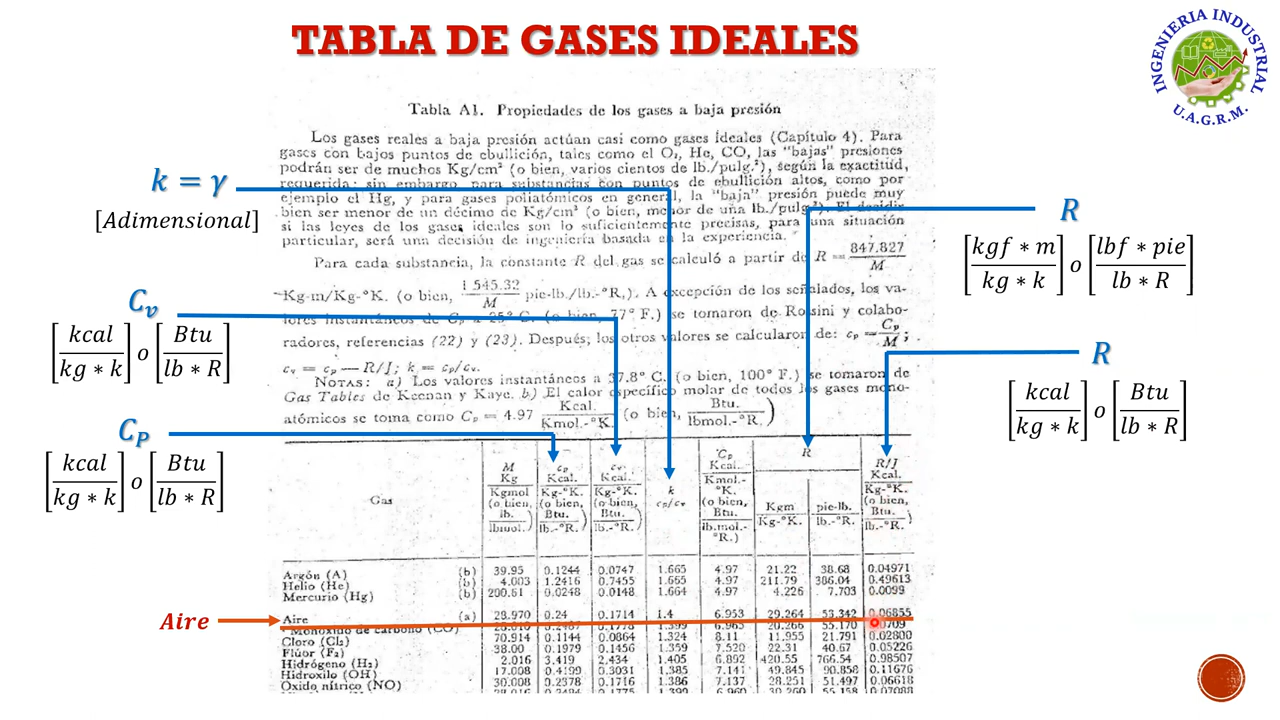 TABLA DE GASES IDEALES
INGENIERIA INDUSTRIAL
U.A.G.R.M.
Tabla A1. Propiedades de los gases a baja presión
Los gases reales a baja presión actúan casi como gases ideales (Capítulo 4). Para
gases con bajos puntos de ebullición, tales como el O₂, He, CO, las "bajas" presiones
podrán ser de muchos Kg/cm² (o bien, varios cientos de lb./pulg.²), según la exactitud,
requerida; sin embargo, para substancias con puntos de ebullición altos, como por
ejemplo el Hg, y para gases poliatómicos en general, la "baja" presión puede muy
bien ser menor de un décimo de Kg/cm² (o bien, menor de una lb./pulg²). El decidir
si las leyes de los gases ideales son lo suficientemente precisas, para una situación
particular, será una decisión de ingeniería basada en la experiencia.
Para cada substancia, la constante R del gas se calculó a partir de R = 847.827 / M
Kg-m/Kg-°K. (o bien, 1 545.32 / M pie-lb./lb.-°R.). A excepción de los señalados, los va-
lores instantáneos de Cp a 25° C. (o bien, 77° F.) se tomaron de Rossini y colabo-
radores, referencias (22) y (23). Después; los otros valores se calcularon de: cp = Cp / M ;
cv = cp — R/J; k = cp/cv.
NOTAS: a) Los valores instantáneos a 37.8° C. (o bien, 100° F.) se tomaron de
Gas Tables de Keenan y Kaye. b) El calor específico molar de todos los gases mono-
atómicos se toma como Cp = 4.97 Kcal. / Kmol.-°K. (o bien, Btu. / lbmol.-°R.)
k = γ
[Adimensional]
Cv
[kcal / kg ∗ k] o [Btu / lb ∗ R]
CP
[kcal / kg ∗ k] o [Btu / lb ∗ R]
R
[kgf ∗ m / kg ∗ k] o [lbf ∗ pie / lb ∗ R]
R
[kcal / kg ∗ k] o [Btu / lb ∗ R]
Gas
M Kg Kgmol (o bien, lb. lbmol.)
cp Kcal. Kg-°K. (o bien, Btu. lb.-°R.)
cv Kcal. Kg-°K. (o bien, Btu. lb.-°R.)
k cp/cv
Cp Kcal. Kmol.-°K. (o bien, Btu. lb.mol.-°R.)
R
Kgm Kg-°K.
pie-lb. lb.-°R.
R/J Kcal. Kg-°K. (o bien, Btu. lb.-°R.)
Argón (A) (b) 39.95 0.1244 0.0747 1.665 4.97 21.22 38.68 0.04971
Helio (He) (b) 4.003 1.2416 0.7455 1.665 4.97 211.79 386.04 0.49613
Mercurio (Hg) (b) 200.61 0.0248 0.0148 1.664 4.97 4.226 7.703 0.0099
Aire
Aire (a) 28.970 0.24 0.1714 1.4 6.953 29.264 53.342 0.06855
Monóxido de carbono (CO) 1.399 6.965 20.266 55.170
Cloro (Cl₂) 70.914 0.1144 0.0864 1.324 8.11 11.955 21.791 0.02800
Flúor (F₂) 38.00 0.1979 0.1456 1.359 7.520 22.31 40.67 0.05226
Hidrógeno (H₂) 2.016 3.419 2.434 1.405 6.892 420.55 766.54 0.98507
Hidroxilo (OH) 17.008 0.4199 0.3031 1.385 7.141 49.845 90.858 0.11676
Oxido nítrico (NO) 30.008 0.2378 0.1716 1.386 7.137 28.251 51.497 0.06618